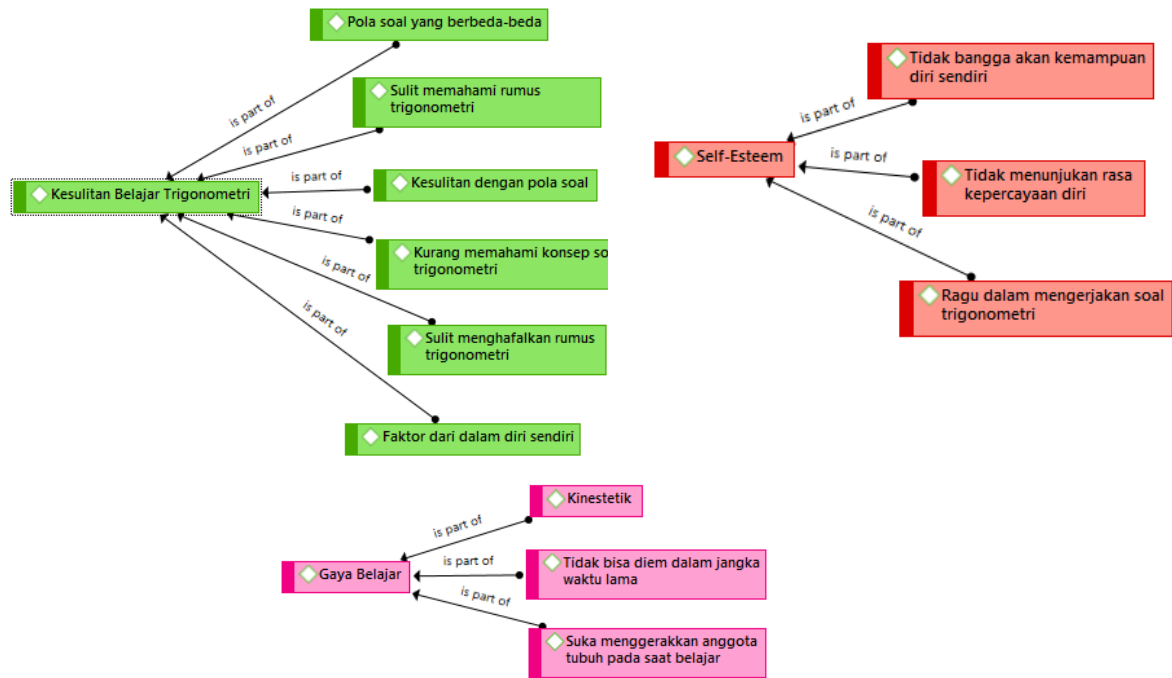 Pola soal yang berbeda-beda
is part of
Sulit memahami rumus
trigonometri
is part of
Kesulitan Belajar Trigonometri
is part of
Kesulitan dengan pola soal
is part of
Kurang memahami konsep so
trigonometri
is part of
Sulit menghafalkan rumus
trigonometri
is part of
Faktor dari dalam diri sendiri
Tidak bangga akan kemampuan
diri sendiri
is part of
Self-Esteem
is part of
Tidak menunjukan rasa
kepercayaan diri
is part of
Ragu dalam mengerjakan soal
trigonometri
Kinestetik
is part of
Gaya Belajar
is part of
Tidak bisa diem dalam jangka
waktu lama
is part of
Suka menggerakkan anggota
tubuh pada saat belajar